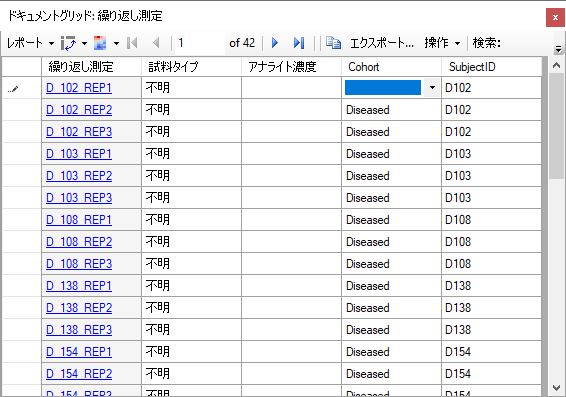 ドキュメントグリッド: 繰り返し測定
レポート 1 of 42 エクスポート... 操作 検索:
繰り返し測定 試料タイプ アナライト濃度 Cohort SubjectID
D_102_REP1 不明 D102
D_102_REP2 不明 Diseased D102
D_102_REP3 不明 Diseased D102
D_103_REP1 不明 Diseased D103
D_103_REP2 不明 Diseased D103
D_103_REP3 不明 Diseased D103
D_108_REP1 不明 Diseased D108
D_108_REP2 不明 Diseased D108
D_108_REP3 不明 Diseased D108
D_138_REP1 不明 Diseased D138
D_138_REP2 不明 Diseased D138
D_138_REP3 不明 Diseased D138
D_154_REP1 不明 Diseased D154
D_154_REP2 不明 Diseased D154
D_154_REP3 不明 Diseased D154